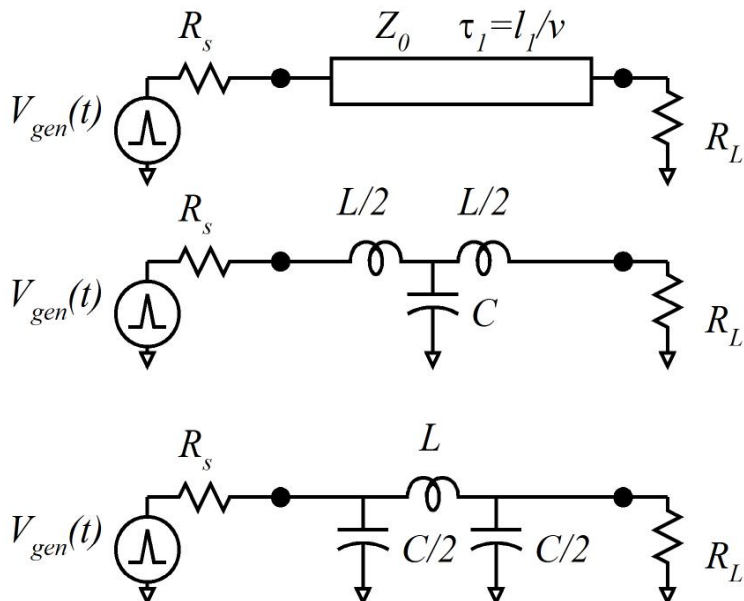 R_s Z_0 τ_1=l_1/v
V_gen(t) R_L
R_s L/2 L/2
V_gen(t) C R_L
R_s L
V_gen(t) C/2 C/2 R_L